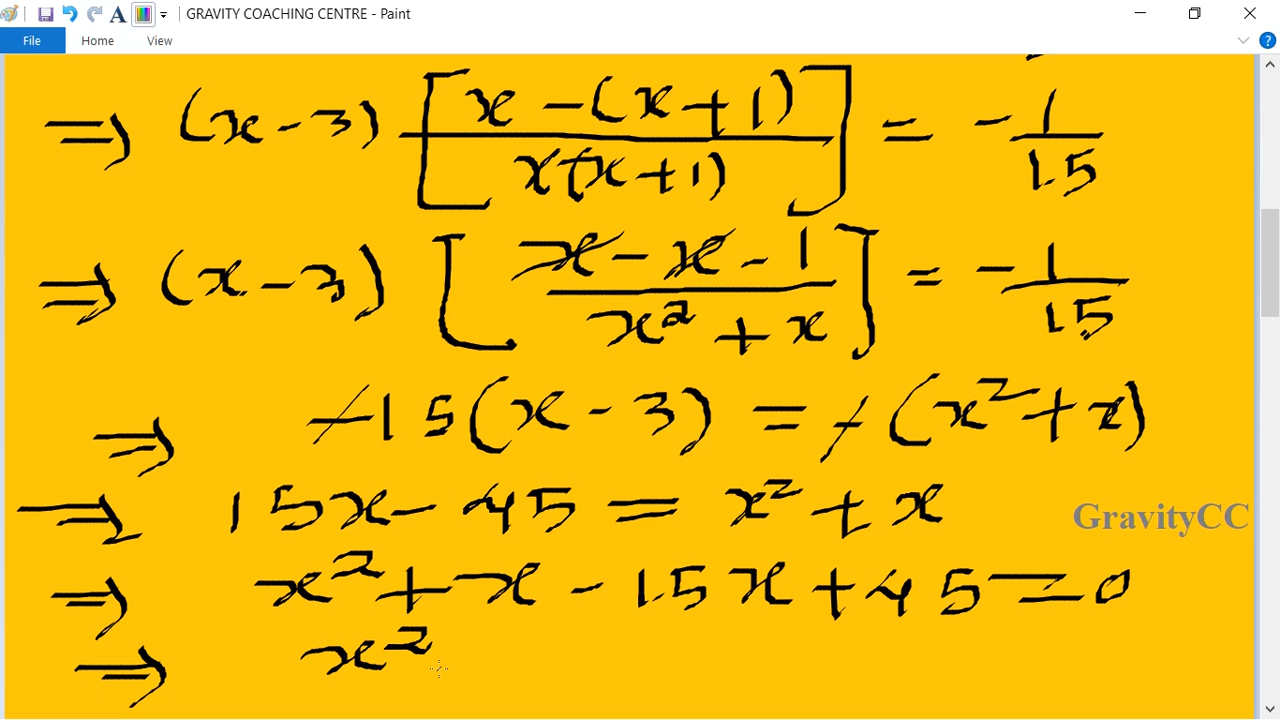 GRAVITY COACHING CENTRE - Paint
File Home View
⇒ (x-3) [x-(x+1)/x(x+1)] = -1/15
⇒ (x-3) [x-x-1/x²+x] = -1/15
⇒ -15(x-3) = -(x²+x)
⇒ 15x-45 = x²+x
GravityCC
⇒ x²+x-15x+45=0
⇒ x²